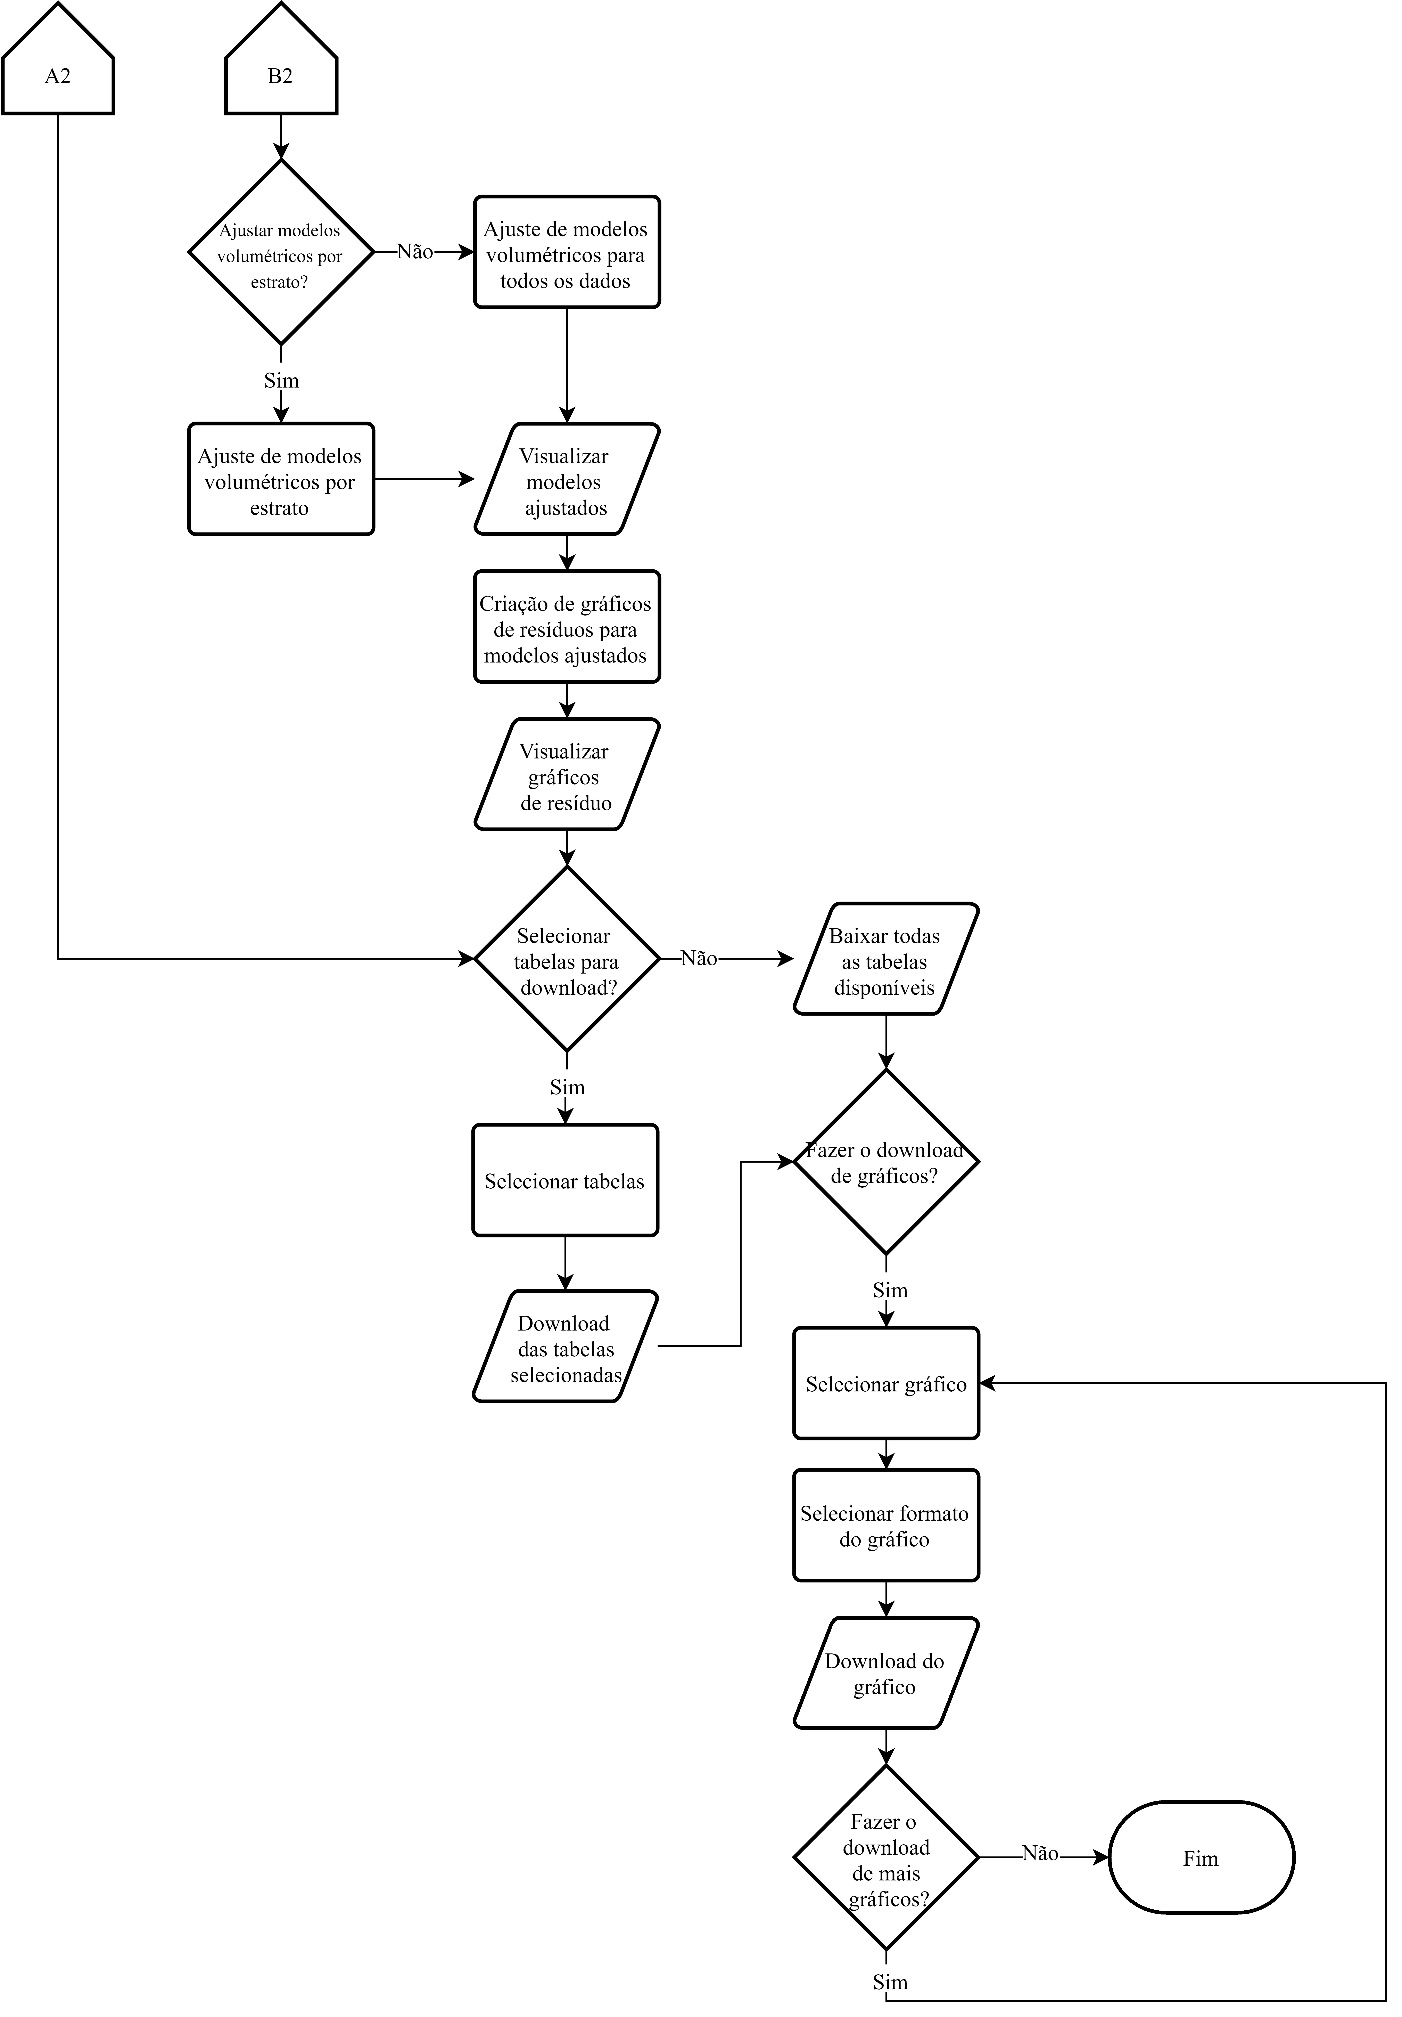 A2
B2
Ajustar modelos
volumétricos por
estrato?
Não
Ajuste de modelos
volumétricos para
todos os dados
Sim
Ajuste de modelos
volumétricos por
estrato
Visualizar
modelos
ajustados
Criação de gráficos
de resíduos para
modelos ajustados
Visualizar
gráficos
de resíduo
Selecionar
tabelas para
download?
Não
Baixar todas
as tabelas
disponíveis
Sim
Selecionar tabelas
Fazer o download
de gráficos?
Download
das tabelas
selecionadas
Sim
Selecionar gráfico
Selecionar formato
do gráfico
Download do
gráfico
Fazer o
download
de mais
gráficos?
Não
Fim
Sim